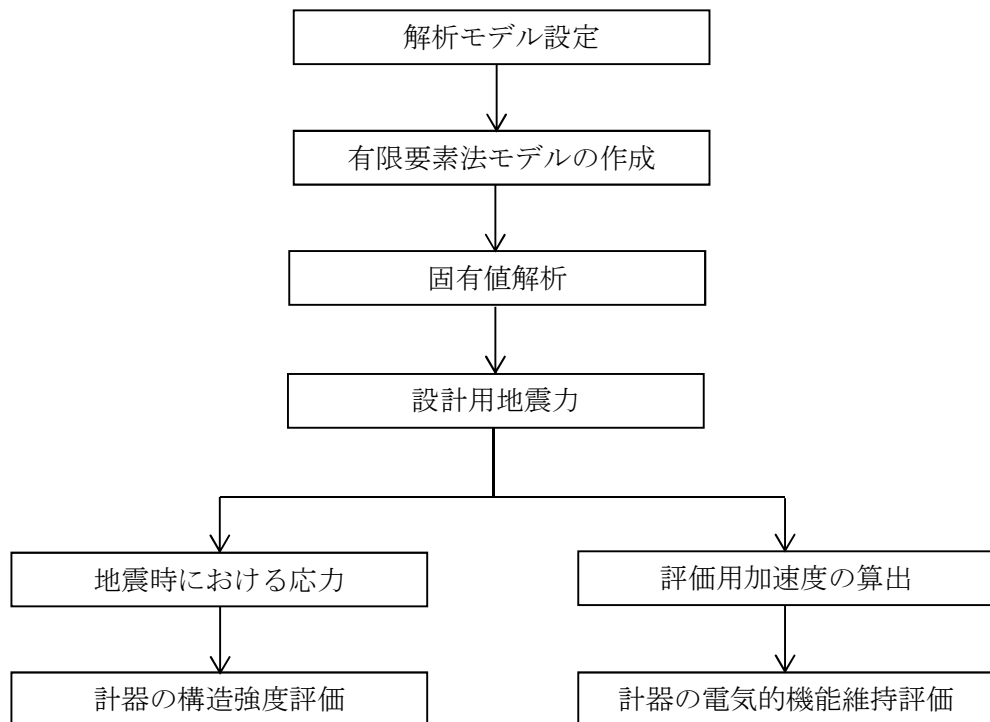 解析モデル設定
有限要素法モデルの作成
固有値解析
設計用地震力
地震時における応力
評価用加速度の算出
計器の構造強度評価
計器の電気的機能維持評価